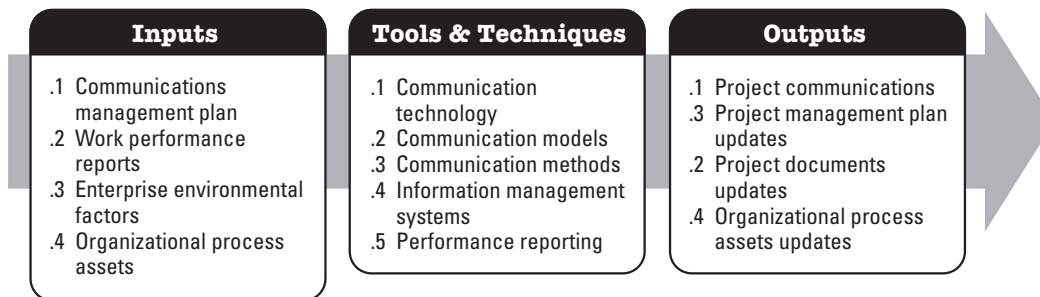 Inputs
.1 Communications
management plan
.2 Work performance
reports
.3 Enterprise environmental
factors
.4 Organizational process
assets
Tools & Techniques
.1 Communication
technology
.2 Communication models
.3 Communication methods
.4 Information management
systems
.5 Performance reporting
Outputs
.1 Project communications
.3 Project management plan
updates
.2 Project documents
updates
.4 Organizational process
assets updates